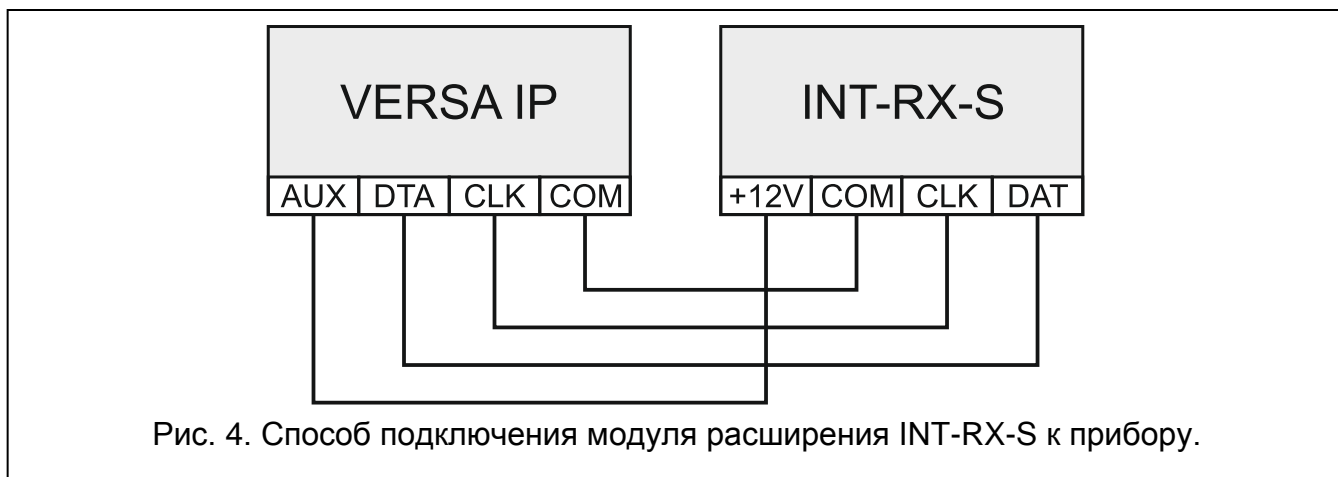 VERSA IP
INT-RX-S
AUX DTA CLK COM
+12V COM CLK DAT
Рис. 4. Способ подключения модуля расширения INT-RX-S к прибору.